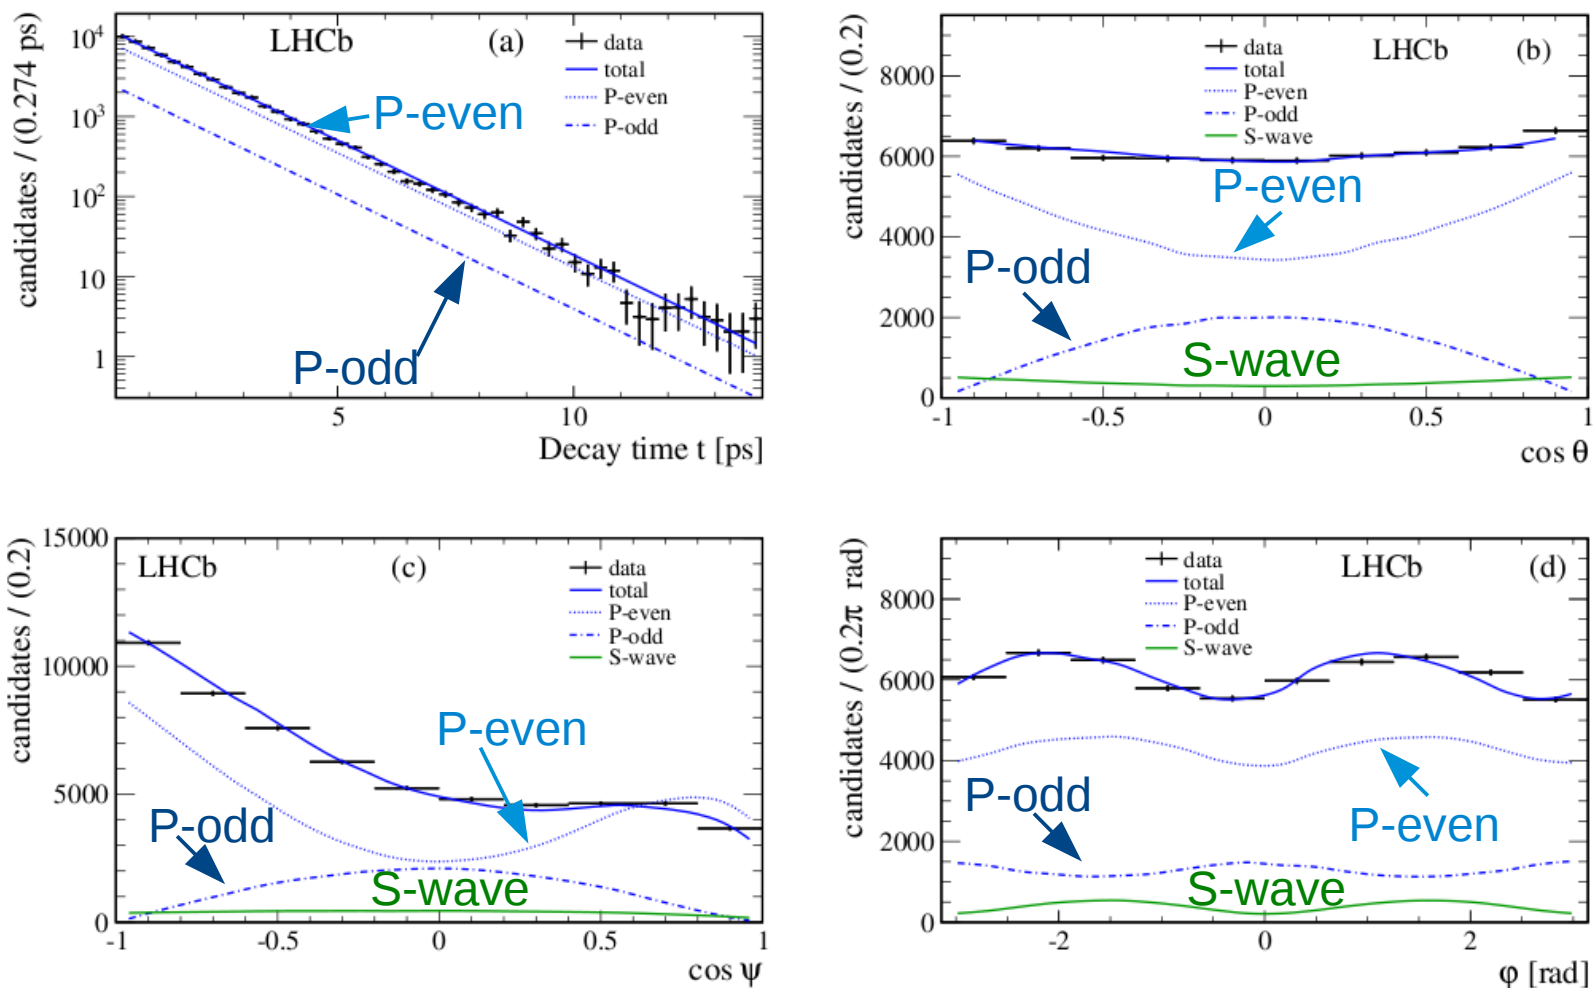 LHCb (a)
data
total
P-even
P-odd
P-even
P-odd
10^4
10^3
10^2
10
1
5 10
candidates / (0.274 ps)
Decay time t [ps]
LHCb (b)
data
total
P-even
P-odd
S-wave
P-even
P-odd
S-wave
8000
6000
4000
2000
0
-1 -0.5 0 0.5 1
candidates / (0.2)
cos θ
LHCb (c)
data
total
P-even
P-odd
S-wave
P-even
P-odd
S-wave
15000
10000
5000
0
-1 -0.5 0 0.5 1
candidates / (0.2)
cos ψ
LHCb (d)
data
total
P-even
P-odd
S-wave
P-odd
P-even
S-wave
8000
6000
4000
2000
0
-2 0 2
candidates / (0.2π rad)
φ [rad]